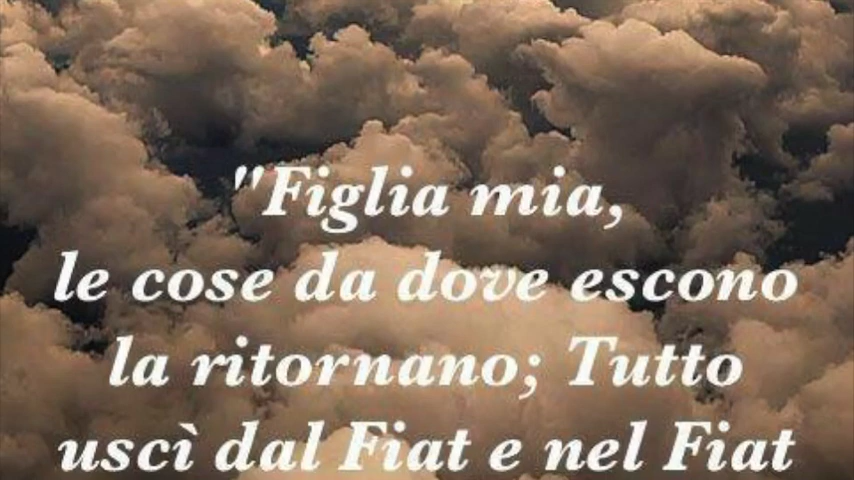 "Figlia mia,
le cose da dove escono
la ritornano; Tutto
uscì dal Fiat e nel Fiat